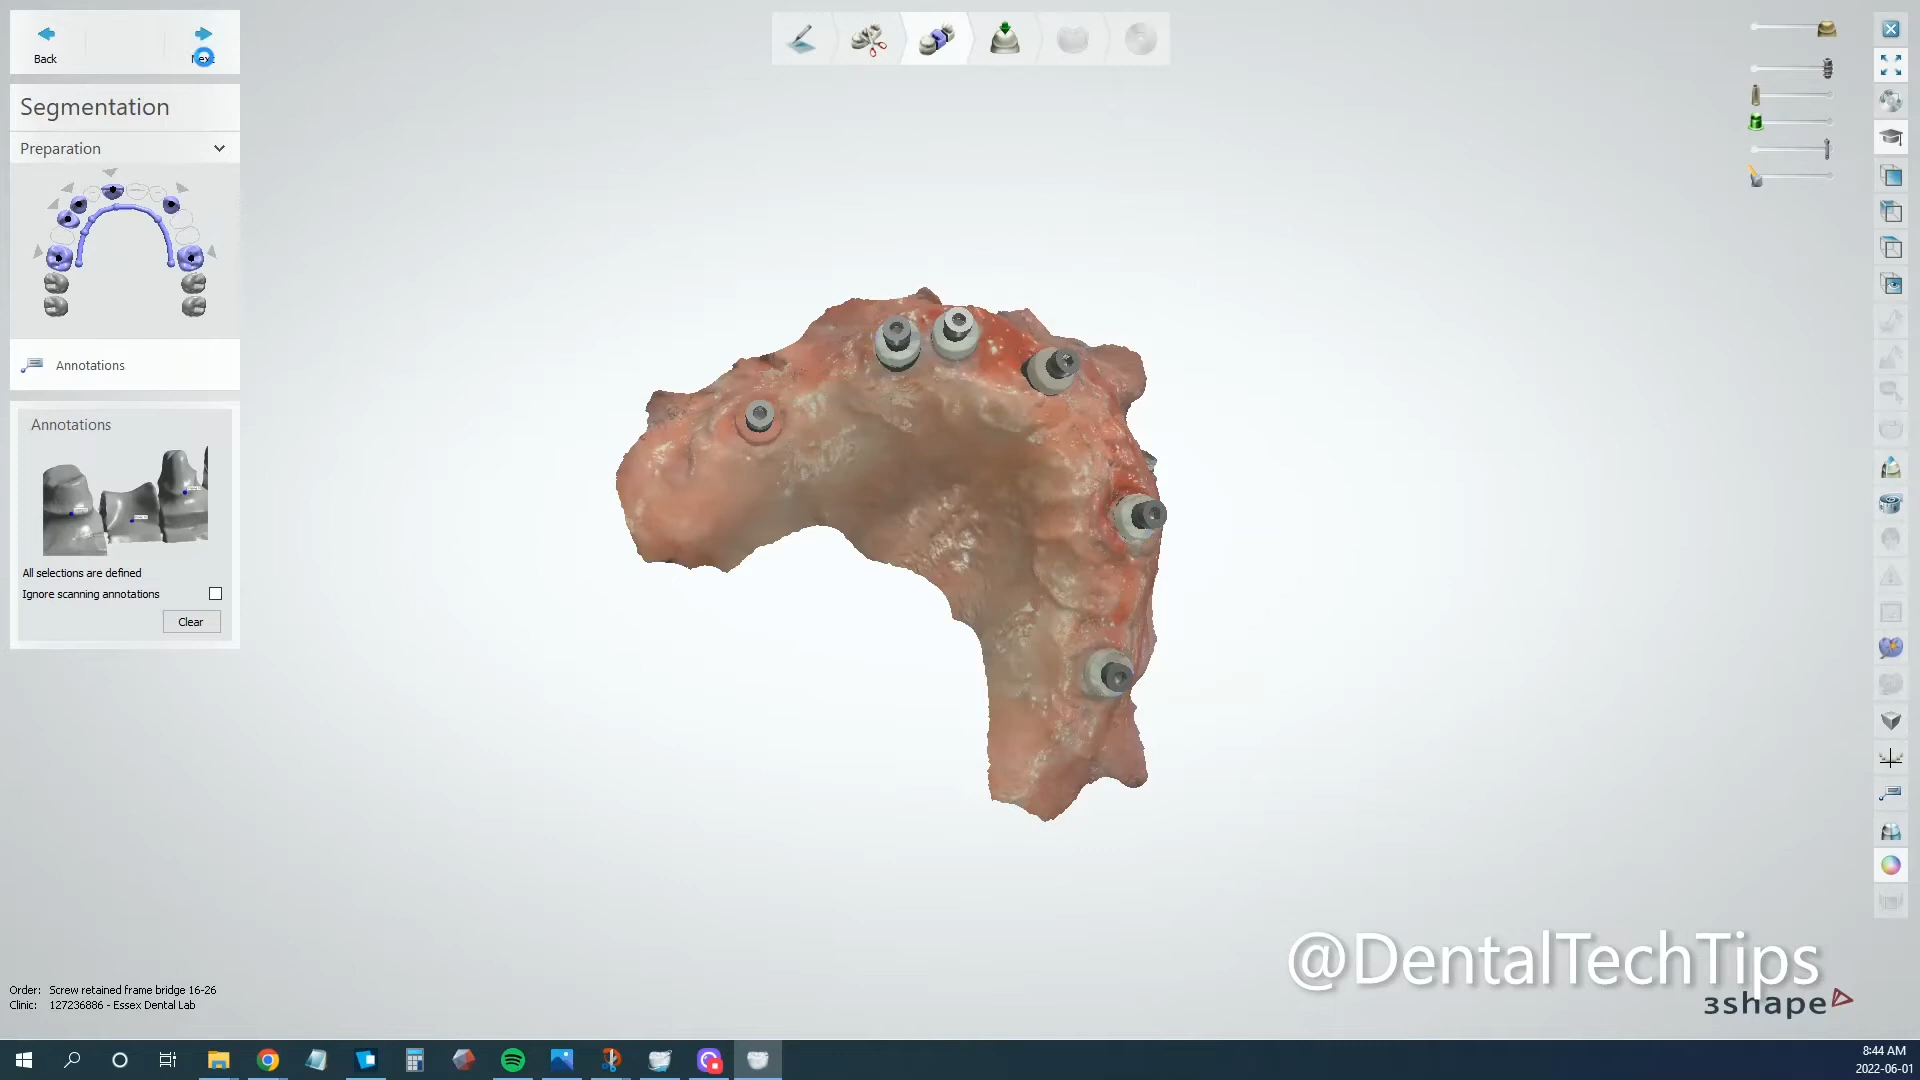 Back
Next
Segmentation
Preparation
Annotations
Annotations
All selections are defined
Ignore scanning annotations
Clear
@DentalTechTips
3shape
Order: Screw retained frame bridge 16-26
Clinic: 127236886 - Essex Dental Lab
8:44 AM
2022-06-01